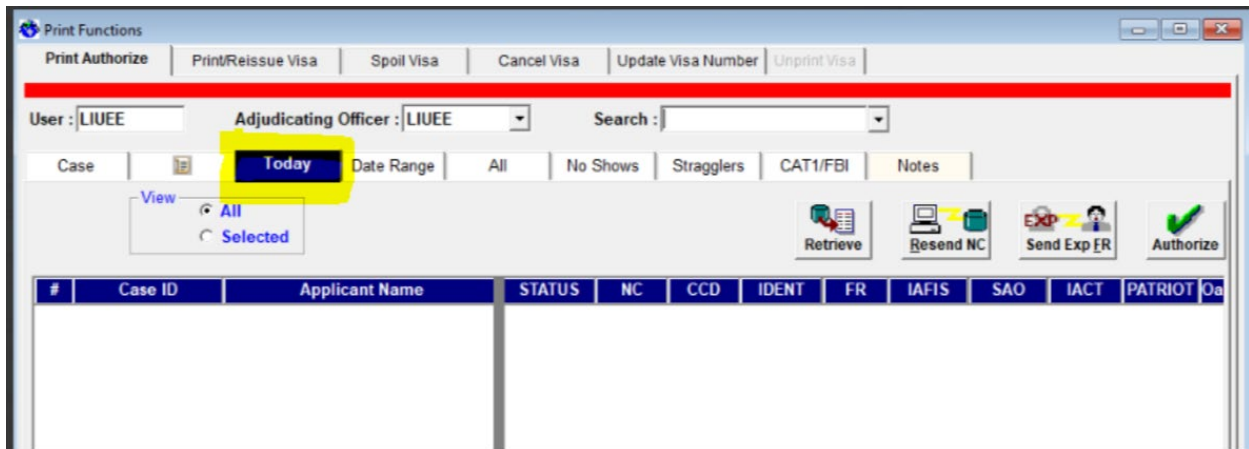 Print Functions
Print Authorize Print/Reissue Visa Spoil Visa Cancel Visa Update Visa Number Unprint Visa
User : LIUEE Adjudicating Officer : LIUEE Search :
Case Today Date Range All No Shows Stragglers CAT1/FBI Notes
View
All
Selected
EXP
Retrieve Resend NC Send Exp FR Authorize
# Case ID Applicant Name STATUS NC CCD IDENT FR IAFIS SAO IACT PATRIOT Oa